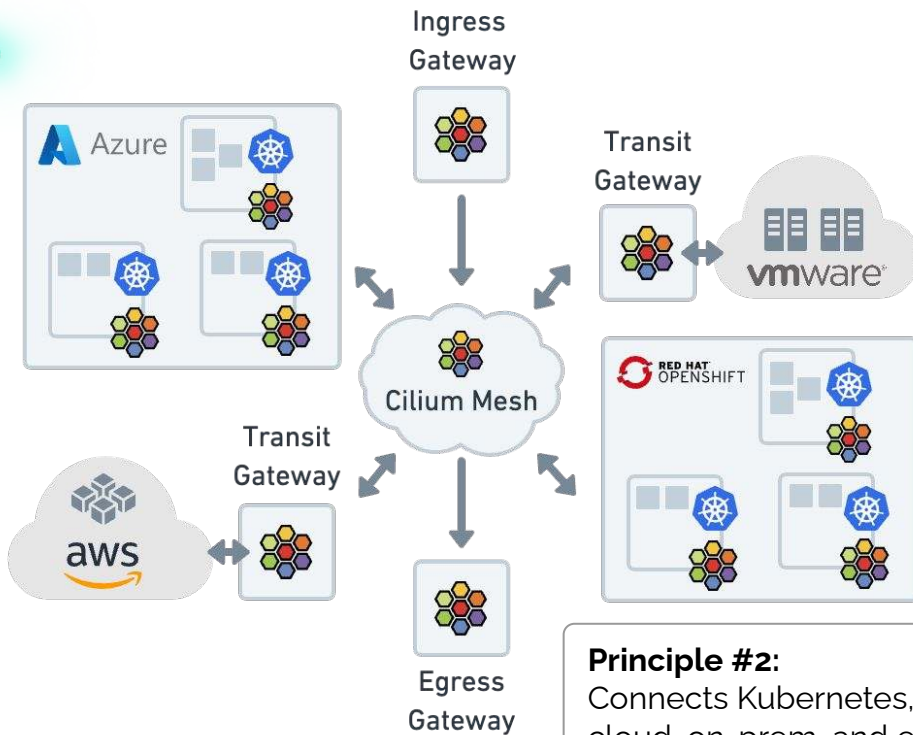 Ingress
Gateway
Azure
Transit
Gateway
vmware®
RED HAT®
OPENSHIFT
Cilium Mesh
Transit
Gateway
aws
Egress
Gateway
Principle #2:
Connects Kubernetes,